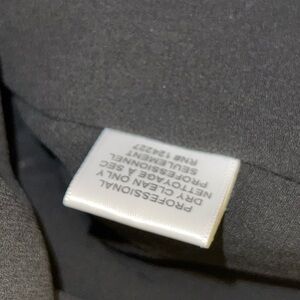 PROFESSIONAL
DRY CLEAN ONLY
NETTOYAGE À SEC
PROFESSIONNEL
SEULEMENT
RN# 124227